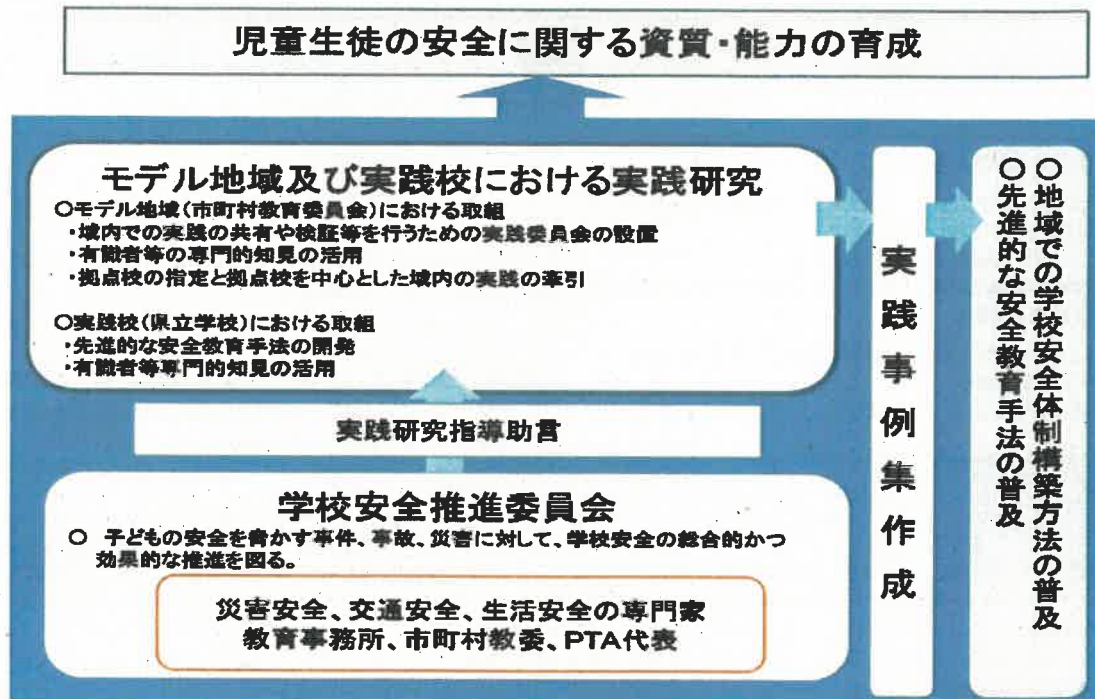 児童生徒の安全に関する資質・能力の育成
モデル地域及び実践校における実践研究
○モデル地域(市町村教育委員会)における取組
・域内での実践の共有や検証等を行うための実践委員会の設置
・有識者等の専門的知見の活用
・拠点校の指定と拠点校を中心とした域内の実践の牽引
○実践校(県立学校)における取組
・先進的な安全教育手法の開発
・有識者等専門的知見の活用
実践研究指導助言
学校安全推進委員会
○ 子どもの安全を脅かす事件、事故、災害に対して、学校安全の総合的かつ
効果的な推進を図る。
災害安全、交通安全、生活安全の専門家
教育事務所、市町村教委、PTA代表
実践事例集作成
○地域での学校安全体制構築方法の普及
○先進的な安全教育手法の普及